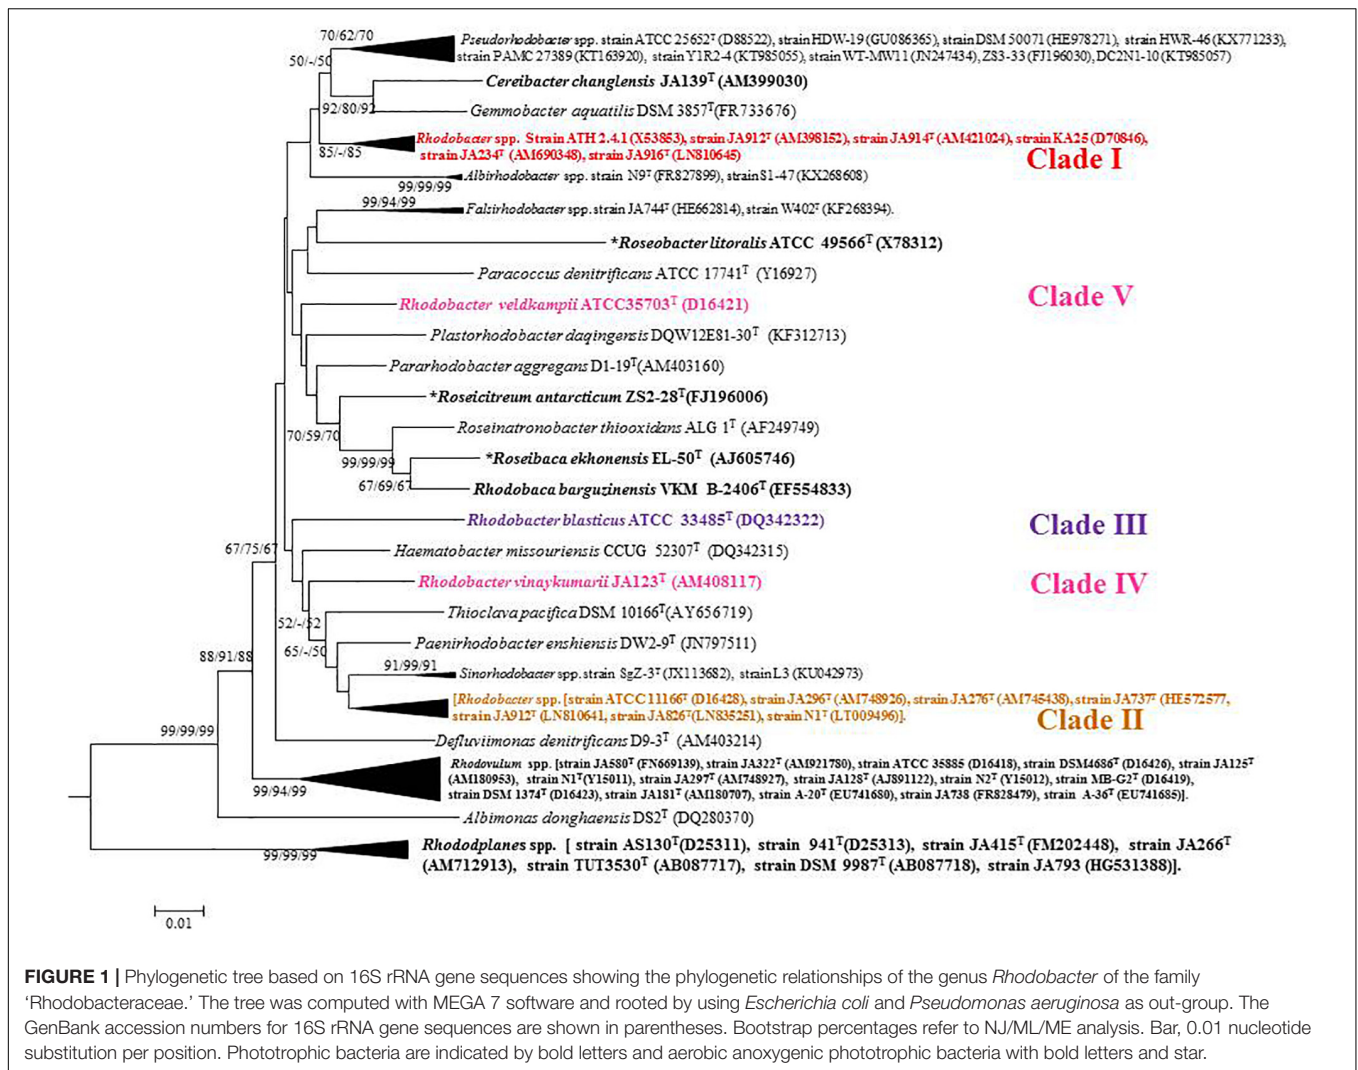 70/62/70
Pseudorhodobacter spp. strain ATCC 25652ᵀ (D88522), strain HDW-19 (GU086365), strain DSM 50071 (HE978271), strain HWR-46 (KX771233),
strain PAMC 27389 (KT163920), strain Y1R2-4 (KT985055), strain WT-MW11 (JN247434), ZS3-33 (FJ196030), DC2N1-10 (KT985057)
50/-/50
Cereibacter changlensis JA139ᵀ (AM399030)
92/80/92
Gemmobacter aquatilis DSM 3857ᵀ (FR733676)
Rhodobacter spp. Strain ATH 2.4.1 (X53853), strain JA912ᵀ (AM398152), strain JA914ᵀ (AM421024), strain KA25 (D70846),
strain JA234ᵀ (AM690348), strain JA916ᵀ (LN810645)
85/-/85
Clade I
Albirhodobacter spp. strain N9ᵀ (FR827899), strain S1-47 (KX268608)
99/99/99
99/94/99
Falsirhodobacter spp. strain JA744ᵀ (HE662814), strain W402ᵀ (KF268394).
*Roseobacter litoralis ATCC 49566ᵀ (X78312)
Paracoccus denitrificans ATCC 17741ᵀ (Y16927)
Clade V
Rhodobacter veldkampii ATCC35703ᵀ (D16421)
Plastorhodobacter daqingensis DQW12E81-30ᵀ (KF312713)
Pararhodobacter aggregans D1-19ᵀ (AM403160)
*Roseicitreum antarcticum ZS2-28ᵀ (FJ196006)
70/59/70
Roseinatronobacter thiooxidans ALG 1ᵀ (AF249749)
99/99/99
*Roseibaca ekhonensis EL-50ᵀ (AJ605746)
67/69/67
Rhodobaca barguzinensis VKM B-2406ᵀ (EF554833)
Rhodobacter blasticus ATCC 33485ᵀ (DQ342322)
Clade III
67/75/67
Haematobacter missouriensis CCUG 52307ᵀ (DQ342315)
Rhodobacter vinaykumarii JA123ᵀ (AM408117)
Clade IV
Thioclava pacifica DSM 10166ᵀ (AY656719)
52/-/52
Paenirhodobacter enshiensis DW2-9ᵀ (JN797511)
65/-/50
88/91/88
91/99/91
Sinorhodobacter spp. strain SgZ-3ᵀ (JX113682), strain L3 (KU042973)
[Rhodobacter spp. [strain ATCC 11166ᵀ (D16428), strain JA296ᵀ (AM748926), strain JA276ᵀ (AM745438), strain JA737ᵀ (HE572577,
strain JA912ᵀ (LN810641, strain JA826ᵀ (LN835251), strain N1ᵀ (LT009496)].
Clade II
99/99/99
Defluviimonas denitrificans D9-3ᵀ (AM403214)
Rhodovulum spp. [strain JA580ᵀ (FN669139), strain JA322ᵀ (AM921780), strain ATCC 35885 (D16418), strain DSM4686ᵀ (D16426), strain JA125ᵀ
(AM180953), strain N1ᵀ (Y15011), strain JA297ᵀ (AM748927), strain JA128ᵀ (AJ891122), strain N2ᵀ (Y15012), strain MB-G2ᵀ (D16419),
strain DSM 1374ᵀ (D16423), strain JA181ᵀ (AM180707), strain A-20ᵀ (EU741680), strain JA738 (FR828479), strain A-36ᵀ (EU741685)].
99/94/99
Albimonas donghaensis DS2ᵀ (DQ280370)
Rhododplanes spp. [ strain AS130ᵀ (D25311), strain 941ᵀ (D25313), strain JA415ᵀ (FM202448), strain JA266ᵀ
(AM712913), strain TUT3530ᵀ (AB087717), strain DSM 9987ᵀ (AB087718), strain JA793 (HG531388)].
99/99/99
0.01
FIGURE 1 | Phylogenetic tree based on 16S rRNA gene sequences showing the phylogenetic relationships of the genus Rhodobacter of the family
‘Rhodobacteraceae.’ The tree was computed with MEGA 7 software and rooted by using Escherichia coli and Pseudomonas aeruginosa as out-group. The
GenBank accession numbers for 16S rRNA gene sequences are shown in parentheses. Bootstrap percentages refer to NJ/ML/ME analysis. Bar, 0.01 nucleotide
substitution per position. Phototrophic bacteria are indicated by bold letters and aerobic anoxygenic phototrophic bacteria with bold letters and star.